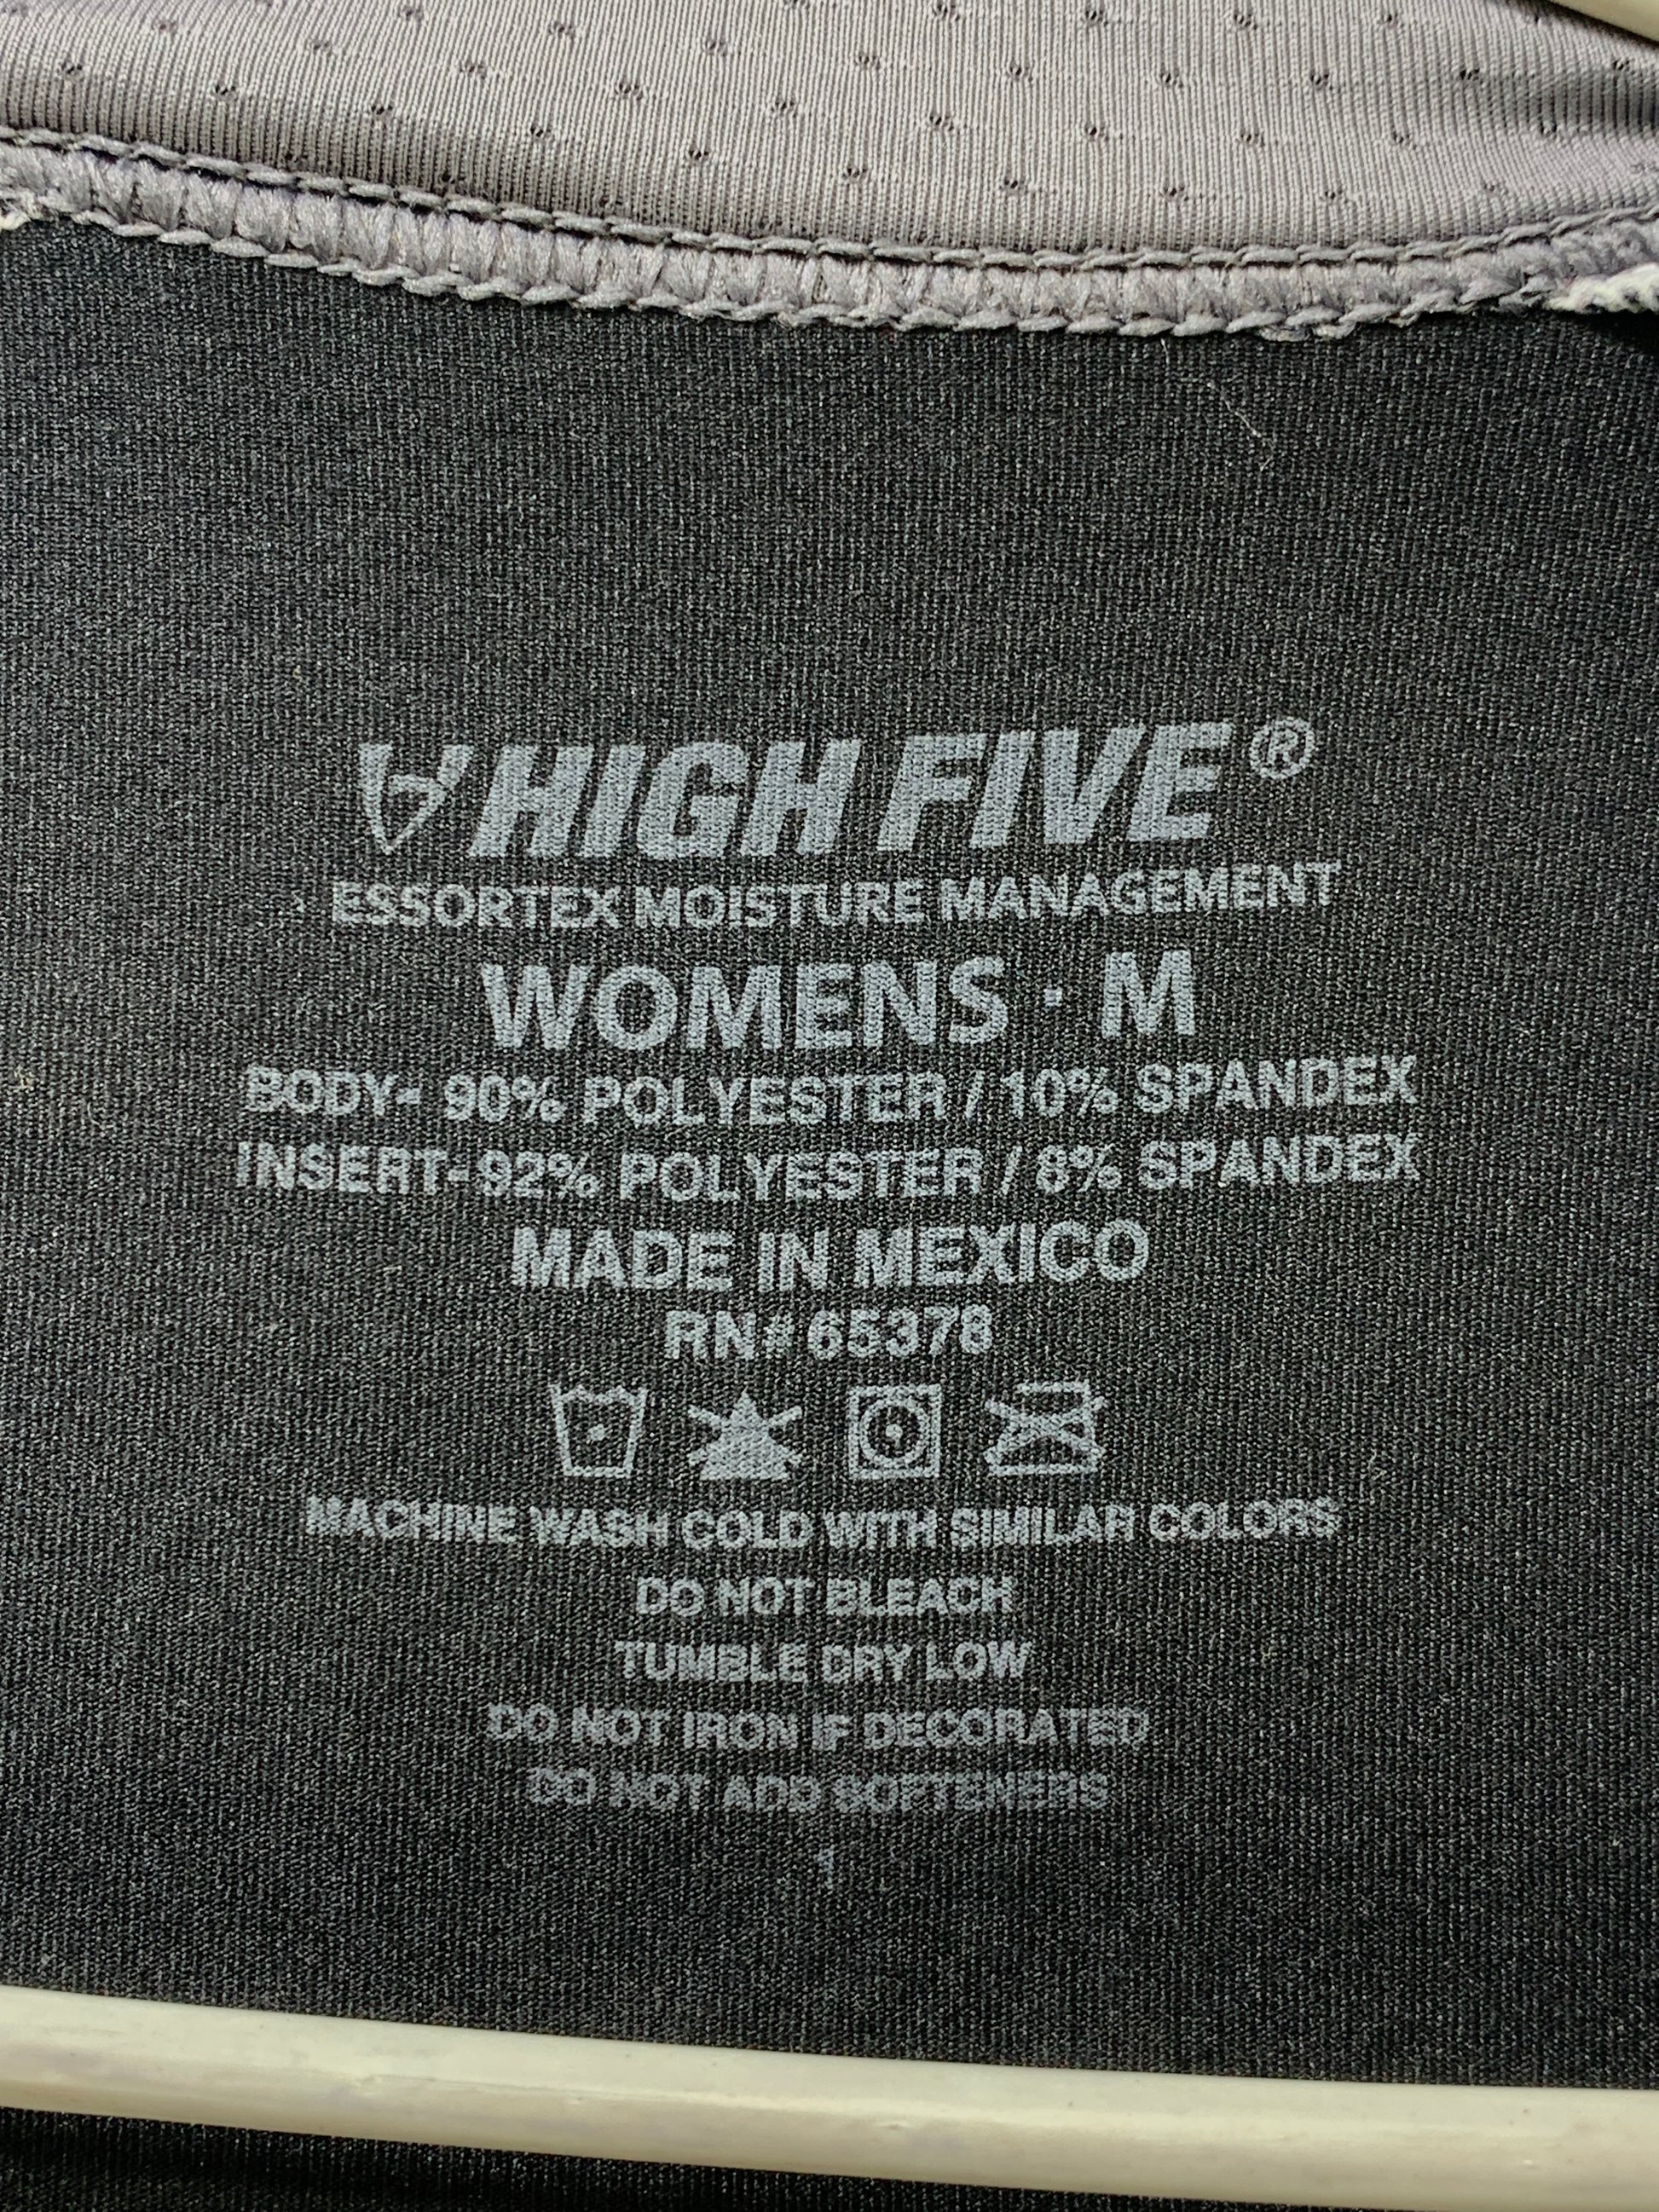 HIGH FIVE®
ESSORTEX MOISTURE MANAGEMENT
WOMENS · M
BODY- 90% POLYESTER / 10% SPANDEX
INSERT-92% POLYESTER / 8% SPANDEX
MADE IN MEXICO
RN# 65378
MACHINE WASH COLD WITH SIMILAR COLORS
DO NOT BLEACH
TUMBLE DRY LOW
DO NOT IRON IF DECORATED
DO NOT ADD SOFTENERS
1